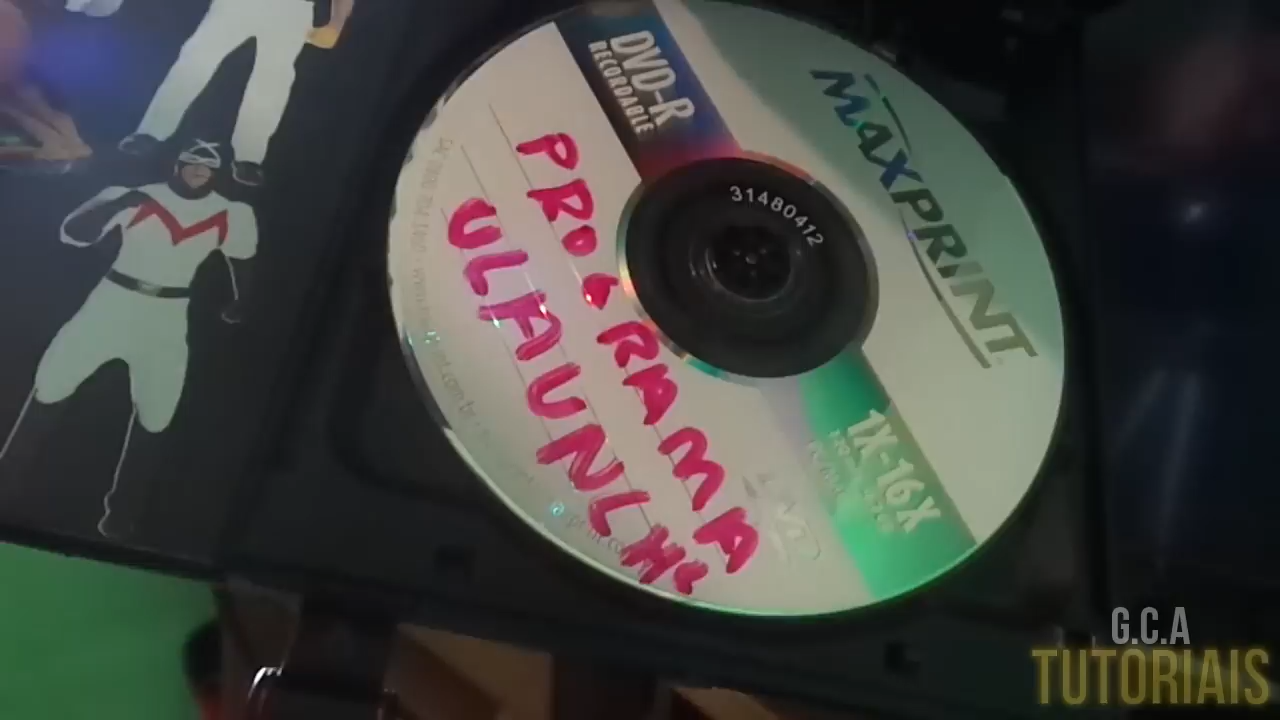 DVD-R
RECORDABLE
MAXPRINT
31480412
PROGRAMA
ULAUNCHE
1X-16X
G.C.A
TUTORIAIS